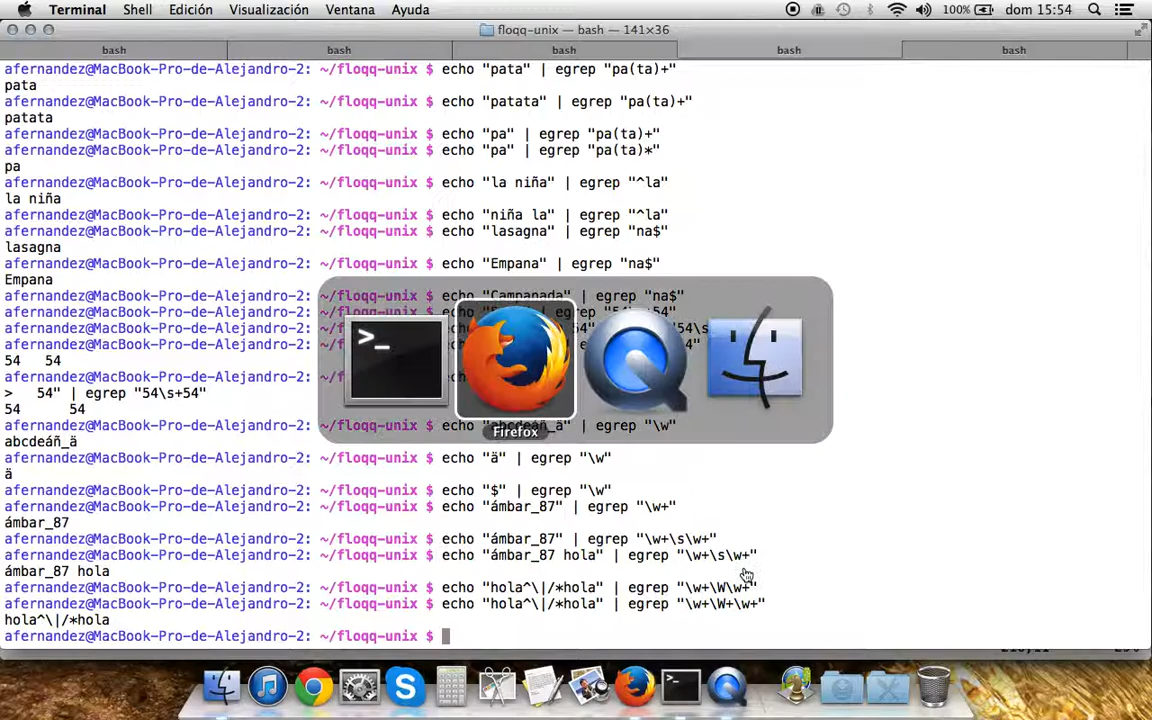 Terminal Shell Edición Visualización Ventana Ayuda 100% dom 15:54
floqq-unix — bash — 141×36
bash bash bash bash bash
afernandez@MacBook-Pro-de-Alejandro-2: ~/floqq-unix $ echo "pata" | egrep "pa(ta)+"
pata
afernandez@MacBook-Pro-de-Alejandro-2: ~/floqq-unix $ echo "patata" | egrep "pa(ta)+"
patata
afernandez@MacBook-Pro-de-Alejandro-2: ~/floqq-unix $ echo "pa" | egrep "pa(ta)+"
afernandez@MacBook-Pro-de-Alejandro-2: ~/floqq-unix $ echo "pa" | egrep "pa(ta)*"
pa
afernandez@MacBook-Pro-de-Alejandro-2: ~/floqq-unix $ echo "la niña" | egrep "^la"
la niña
afernandez@MacBook-Pro-de-Alejandro-2: ~/floqq-unix $ echo "niña la" | egrep "^la"
afernandez@MacBook-Pro-de-Alejandro-2: ~/floqq-unix $ echo "lasagna" | egrep "na$"
lasagna
afernandez@MacBook-Pro-de-Alejandro-2: ~/floqq-unix $ echo "Empana" | egrep "na$"
Empana
afernandez@MacBook-Pro-de-Alejandro-2: ~/floqq-unix $ echo "Campanada" | egrep "na$"
afernandez@MacBook-Pro-de-Alejandro-2:
afernandez@MacBook-Pro-de-Alejandro-2:
54 54
afernandez@MacBook-Pro-de-Alejandro-2:
> 54" | egrep "54\s+54"
54 54
afernandez@MacBook-Pro-de-Alejandro-2: ~/floqq-unix $ echo "abcdeáñ_ä" | egrep "\w"
abcdeáñ_ä
Firefox
afernandez@MacBook-Pro-de-Alejandro-2: ~/floqq-unix $ echo "ä" | egrep "\w"
ä
afernandez@MacBook-Pro-de-Alejandro-2: ~/floqq-unix $ echo "$" | egrep "\w"
afernandez@MacBook-Pro-de-Alejandro-2: ~/floqq-unix $ echo "ámbar_87" | egrep "\w+"
ámbar_87
afernandez@MacBook-Pro-de-Alejandro-2: ~/floqq-unix $ echo "ámbar_87" | egrep "\w+\s\w+"
afernandez@MacBook-Pro-de-Alejandro-2: ~/floqq-unix $ echo "ámbar_87 hola" | egrep "\w+\s\w+"
ámbar_87 hola
afernandez@MacBook-Pro-de-Alejandro-2: ~/floqq-unix $ echo "hola^\|/*hola" | egrep "\w+\W\w+"
afernandez@MacBook-Pro-de-Alejandro-2: ~/floqq-unix $ echo "hola^\|/*hola" | egrep "\w+\W+\w+"
hola^\|/*hola
afernandez@MacBook-Pro-de-Alejandro-2: ~/floqq-unix $